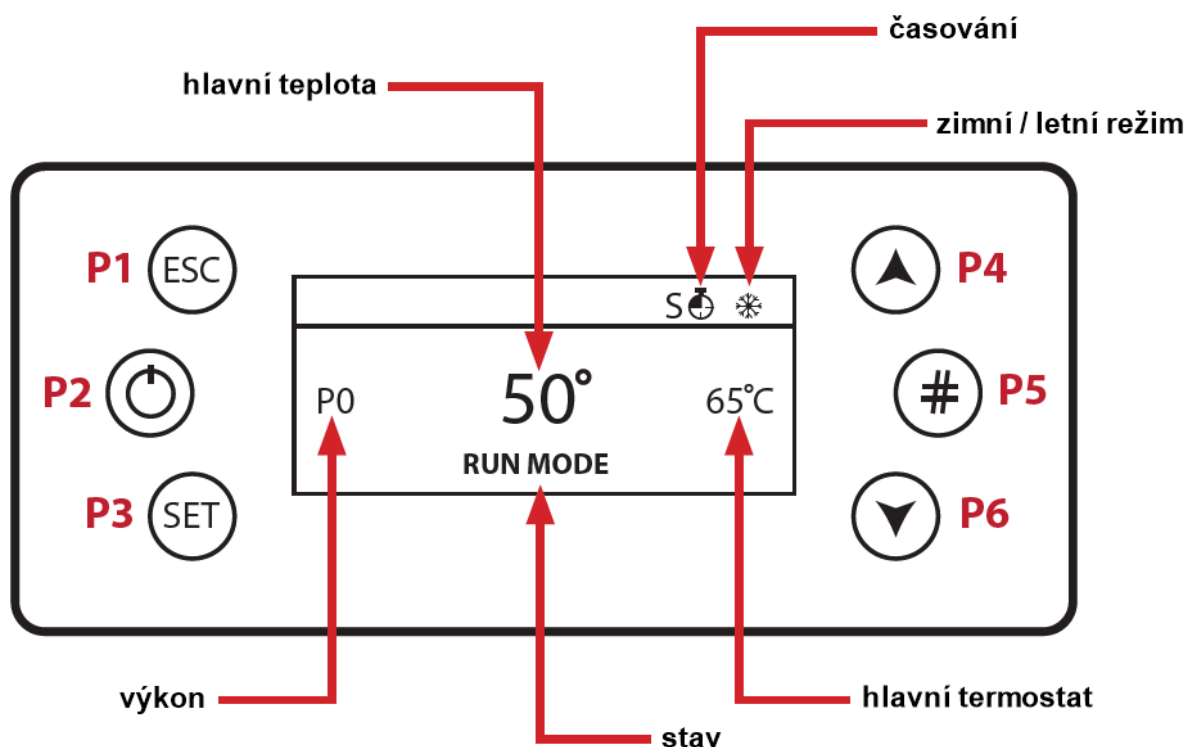 časování
hlavní teplota
zimní / letní režim
P1 ESC
P4
S
P2
P0
50°
65°C
# P5
RUN MODE
P3 SET
P6
výkon
hlavní termostat
stav